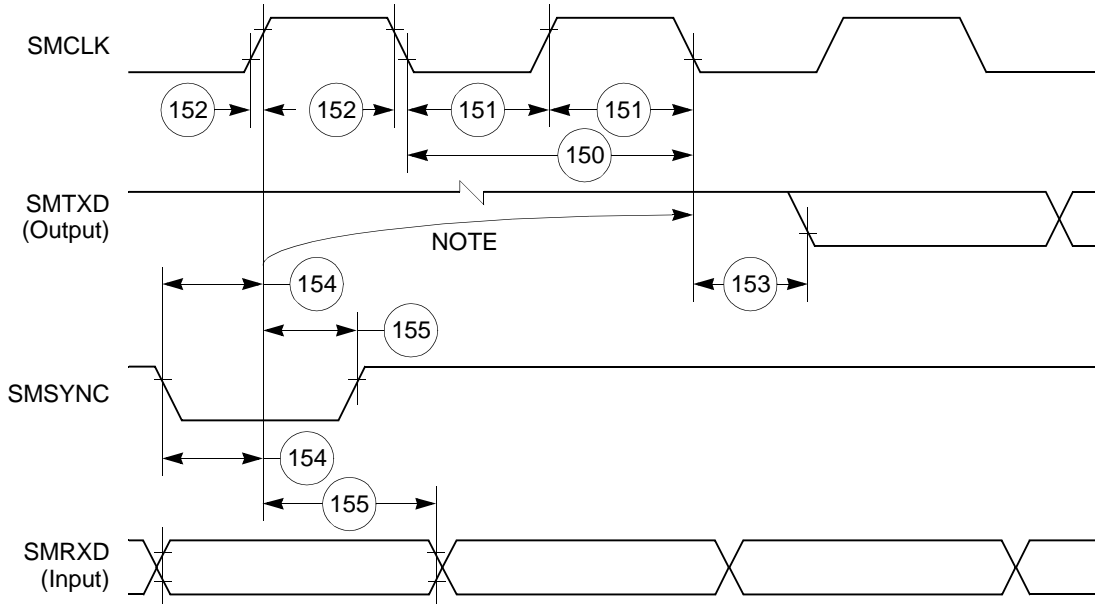 SMCLK
152
152
151
151
150
SMTXD
(Output)
NOTE
154
153
155
SMSYNC
154
155
SMRXD
(Input)